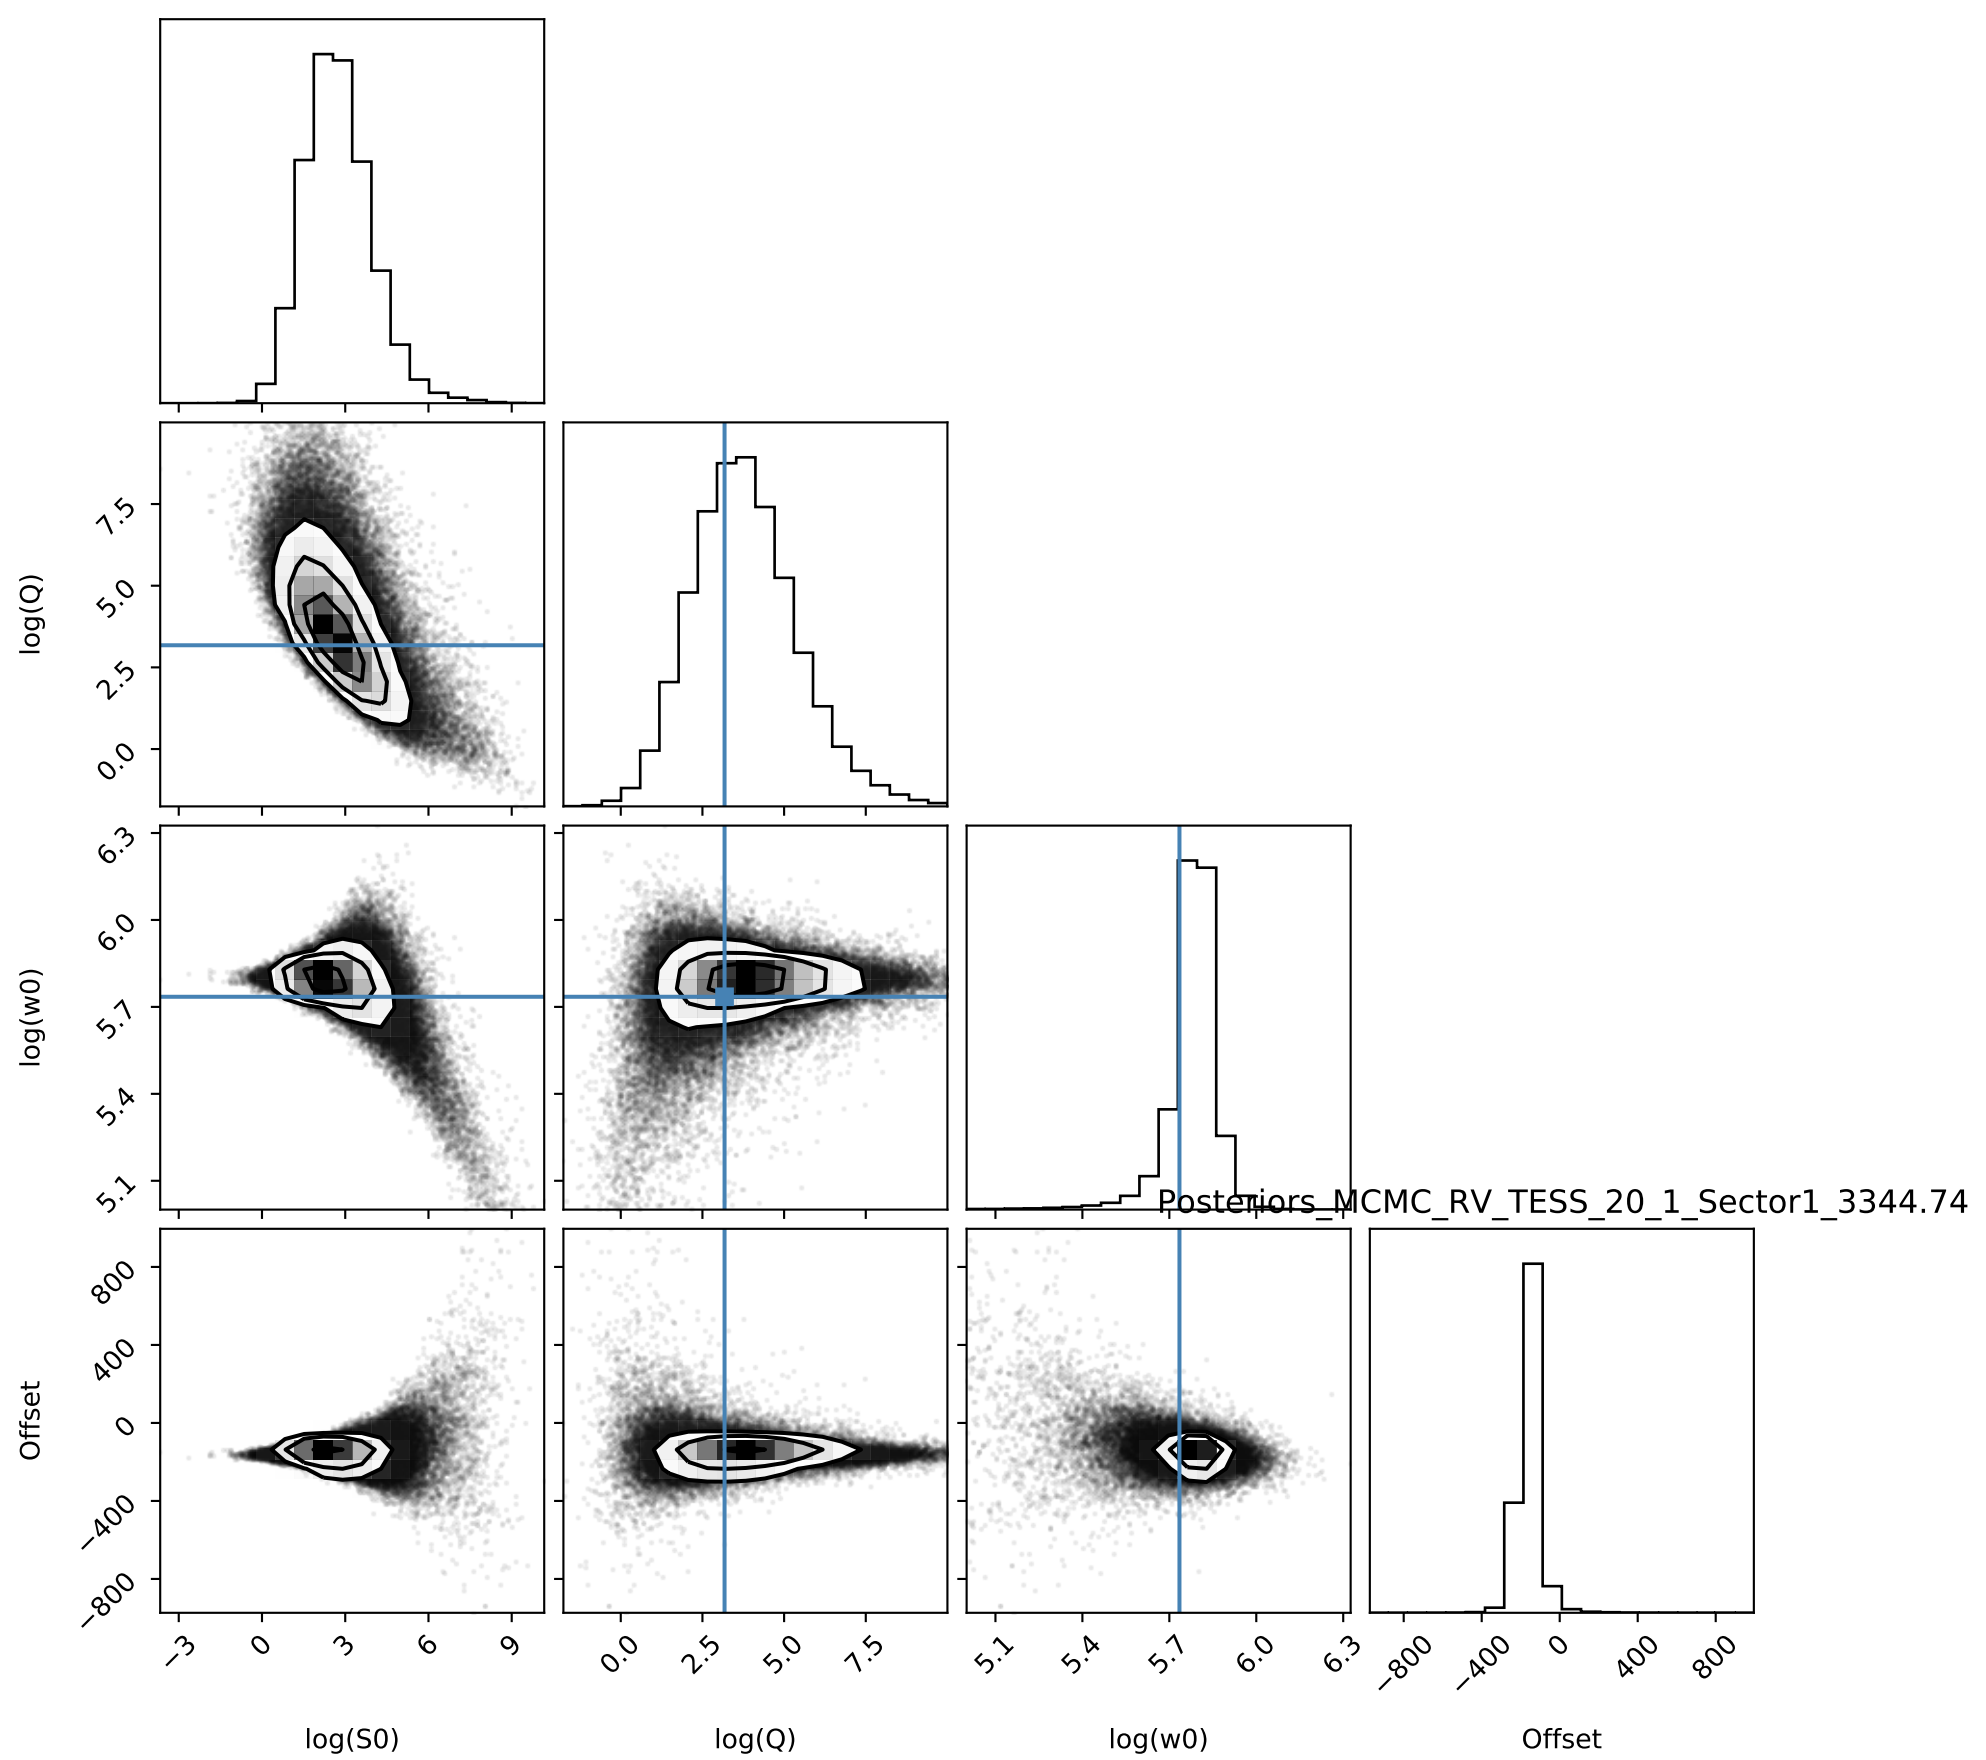 log(Q)
7.5
5.0
2.5
0.0
log(w0)
6.3
6.0
5.7
5.4
5.1
Posteriors_MCMC_RV_TESS_20_1_Sector1_3344.74
Offset
800
400
0
−400
−800
−3 0 3 6 9 0.0 2.5 5.0 7.5 5.1 5.4 5.7 6.0 6.3 −800 −400 0 400 800
log(S0) log(Q) log(w0) Offset